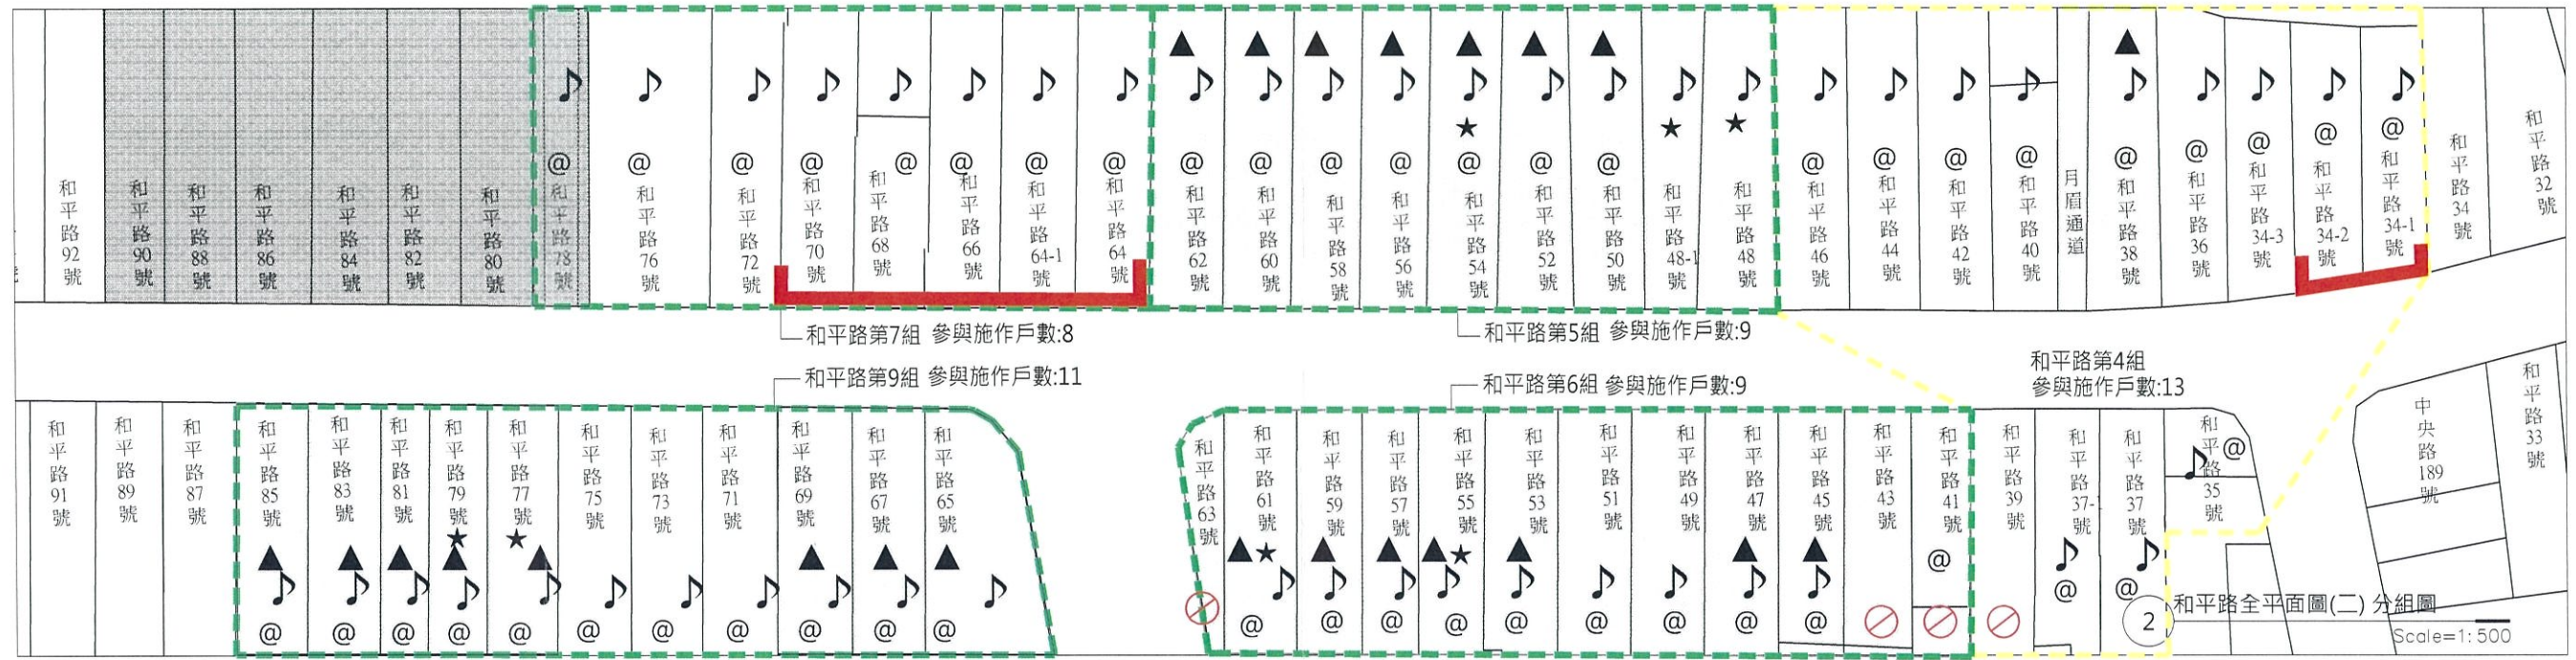 和平路92號
和平路90號
和平路88號
和平路86號
和平路84號
和平路82號
和平路80號
@
和平路78號
@
和平路76號
@
和平路72號
@
和平路70號
@
和平路68號
@
和平路66號
@
和平路64-1號
@
和平路64號
@
和平路62號
@
和平路60號
@
和平路58號
@
和平路56號
@
和平路54號
@
和平路52號
@
和平路50號
和平路48-1號
和平路48號
@
和平路46號
@
和平路44號
@
和平路42號
@
和平路40號
月眉通道
@
和平路38號
@
和平路36號
@
和平路34-3號
@
和平路34-2號
@
和平路34-1號
和平路34號
和平路32號
和平路第7組 參與施作戶數:8
和平路第5組 參與施作戶數:9
和平路第9組 參與施作戶數:11
和平路第6組 參與施作戶數:9
和平路第4組
參與施作戶數:13
和平路91號
和平路89號
和平路87號
和平路85號
@
和平路83號
@
和平路81號
@
和平路79號
@
和平路77號
@
和平路75號
@
和平路73號
@
和平路71號
@
和平路69號
@
和平路67號
@
和平路65號
@
和平路63號
和平路61號
@
和平路59號
@
和平路57號
@
和平路55號
@
和平路53號
@
和平路51號
@
和平路49號
@
和平路47號
@
和平路45號
@
和平路43號
和平路41號
@
和平路39號
和平路37-號
@
和平路37號
@
和平路35號
@
中央路189號
和平路33號
2
和平路全平面圖(二) 分組圖
Scale=1:500